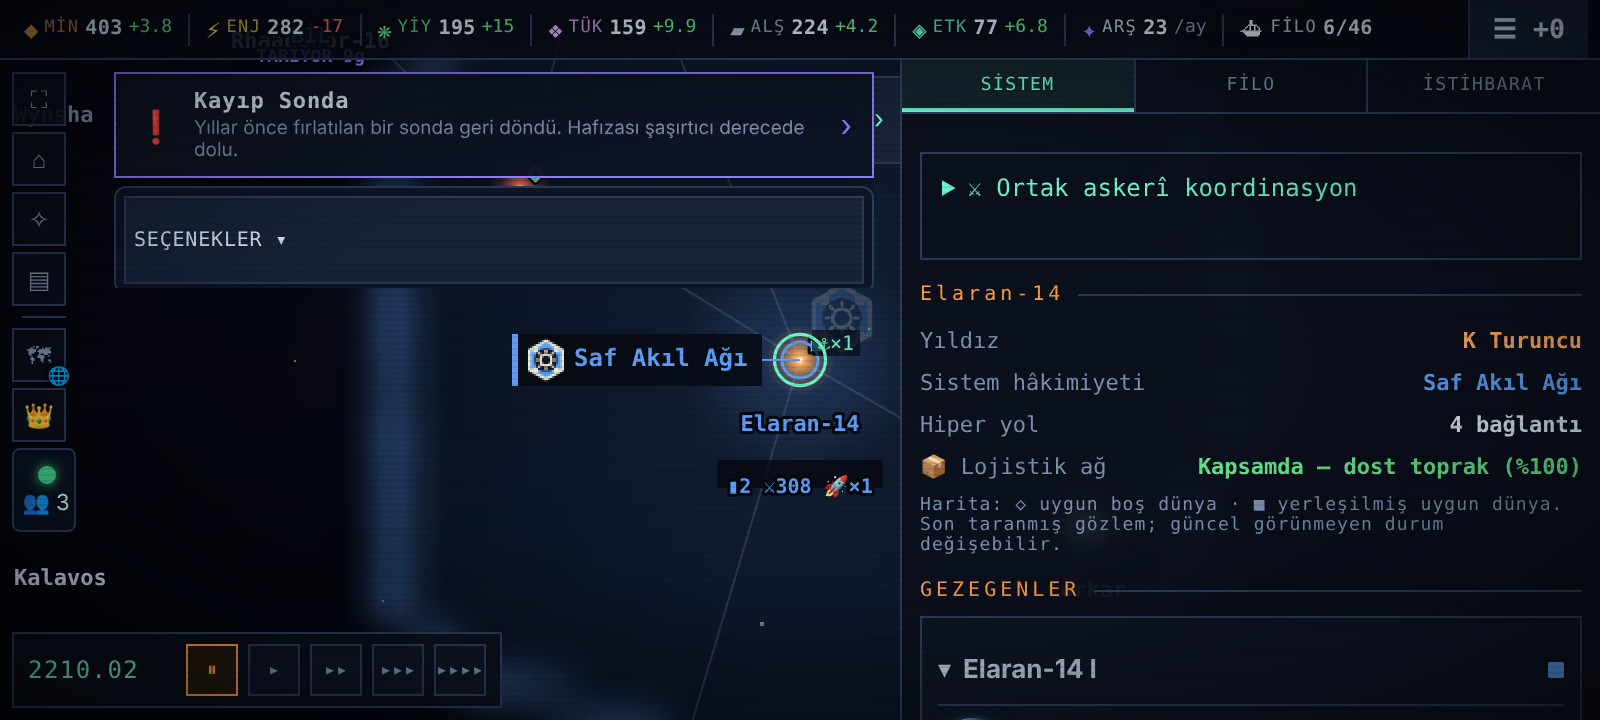 MİN 403 +3.8
ENJ 282 -17
YİY 195 +15
TÜK 159 +9.9
ALŞ 224 +4.2
ETK 77 +6.8
ARŞ 23 /ay
FİLO 6/46
☰ +0
TARIYOR 9g
Kayıp Sonda
Yıllar önce fırlatılan bir sonda geri döndü. Hafızası şaşırtıcı derecede
dolu.
SEÇENEKLER ▾
×1
Saf Akıl Ağı
Elaran-14
2 ⚔308 🚀×1
👥 3
Kalavos
2210.02
SİSTEM
FİLO
İSTİHBARAT
▶ ⚔ Ortak askerî koordinasyon
Elaran-14
Yıldız K Turuncu
Sistem hâkimiyeti Saf Akıl Ağı
Hiper yol 4 bağlantı
📦 Lojistik ağ Kapsamda — dost toprak (%100)
Harita: ◇ uygun boş dünya · ■ yerleşilmiş uygun dünya.
Son taranmış gözlem; güncel görünmeyen durum
değişebilir.
GEZEGENLER
▼ Elaran-14 I